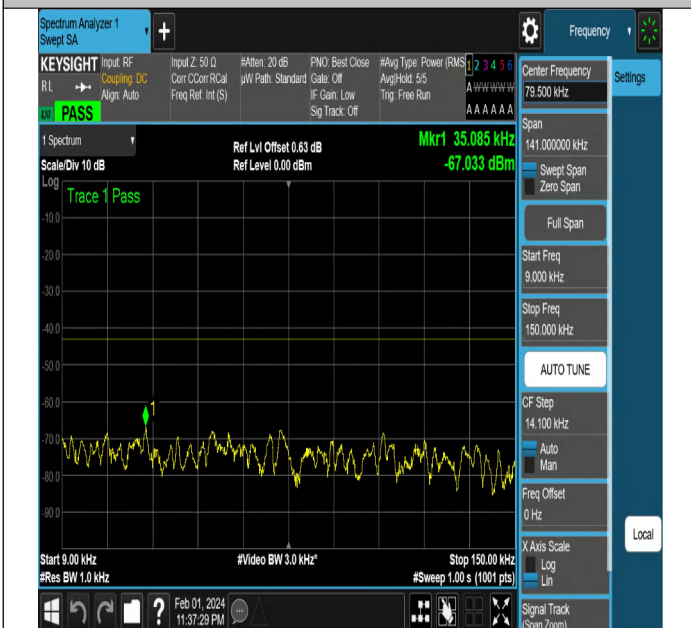 Spectrum Analyzer 1
Swept SA
+
Frequency
KEYSIGHT
RL
LXI
PASS
Input: RF
Coupling: DC
Align: Auto
Input Z: 50 Ω
Corr CCorr RCal
Freq Ref: Int (S)
#Atten: 20 dB
µW Path: Standard
PNO: Best Close
Gate: Off
IF Gain: Low
Sig Track: Off
#Avg Type: Power (RMS
Avg|Hold: 5/5
Trig: Free Run
1 2 3 4 5 6
A W W W W W
A A A A A A
1 Spectrum
Scale/Div 10 dB
Log
Ref Lvl Offset 0.63 dB
Ref Level 0.00 dBm
Mkr1 35.085 kHz
-67.033 dBm
Trace 1 Pass
-10.0
-20.0
-30.0
-40.0
-50.0
-60.0
-70.0
-80.0
-90.0
1
Start 9.00 kHz
#Res BW 1.0 kHz
#Video BW 3.0 kHz*
Stop 150.00 kHz
#Sweep 1.00 s (1001 pts)
?
Feb 01, 2024
11:37:29 PM
Center Frequency
79.500 kHz
Settings
Span
141.000000 kHz
Swept Span
Zero Span
Full Span
Start Freq
9.000 kHz
Stop Freq
150.000 kHz
AUTO TUNE
CF Step
14.100 kHz
Auto
Man
Freq Offset
0 Hz
Local
X Axis Scale
Log
Lin
Signal Track
(Span Zoom)